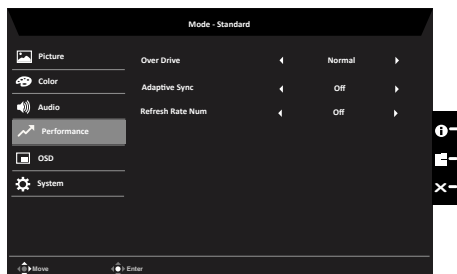 Mode - Standard
Picture
Over Drive Normal
Color
Adaptive Sync Off
Audio
Refresh Rate Num Off
Performance
OSD
System
Move Enter